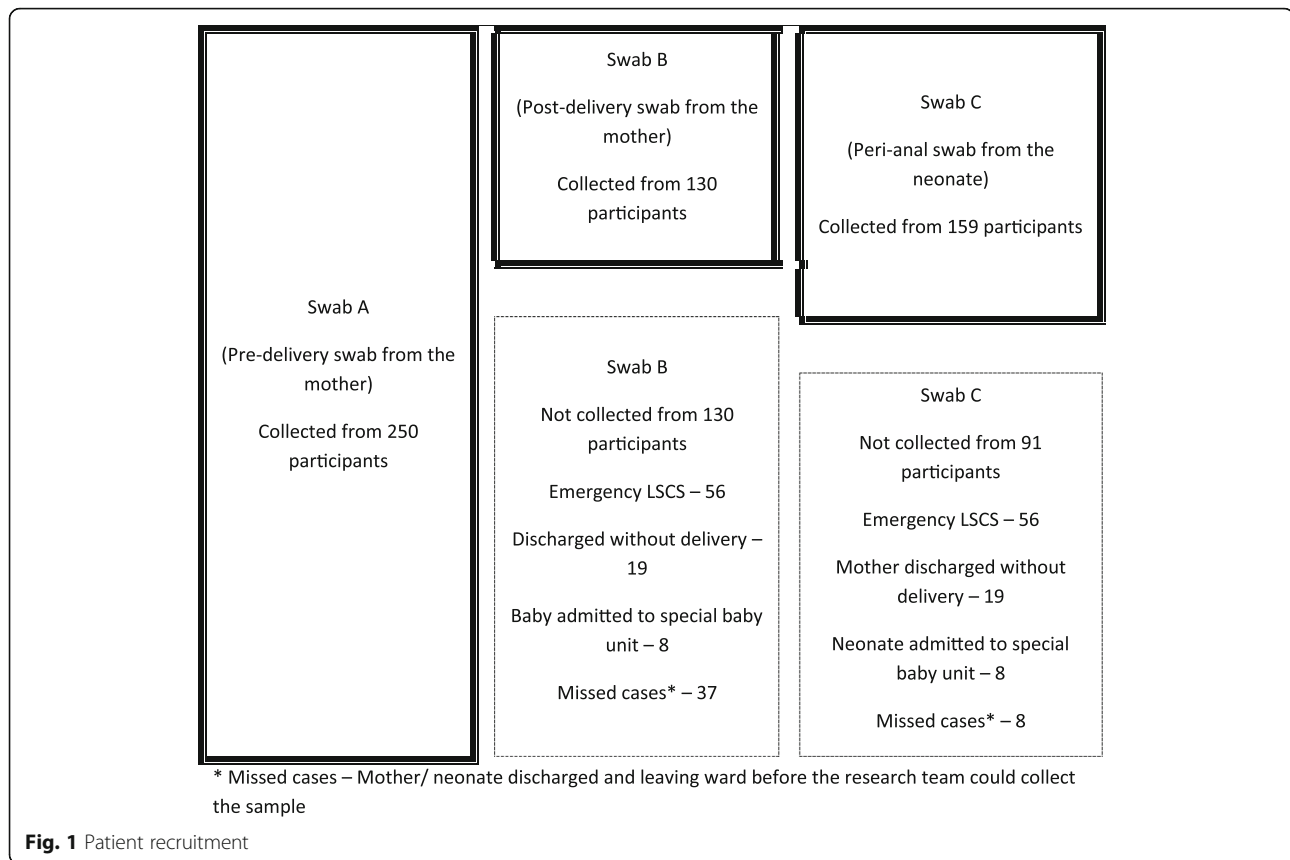 Swab A
(Pre-delivery swab from the
mother)
Collected from 250
participants
Swab B
(Post-delivery swab from the
mother)
Collected from 130
participants
Swab C
(Peri-anal swab from the
neonate)
Collected from 159 participants
Swab B
Not collected from 130
participants
Emergency LSCS – 56
Discharged without delivery –
19
Baby admitted to special baby
unit – 8
Missed cases* – 37
Swab C
Not collected from 91
participants
Emergency LSCS – 56
Mother discharged without
delivery – 19
Neonate admitted to special
baby unit – 8
Missed cases* – 8
* Missed cases – Mother/ neonate discharged and leaving ward before the research team could collect
the sample
Fig. 1 Patient recruitment